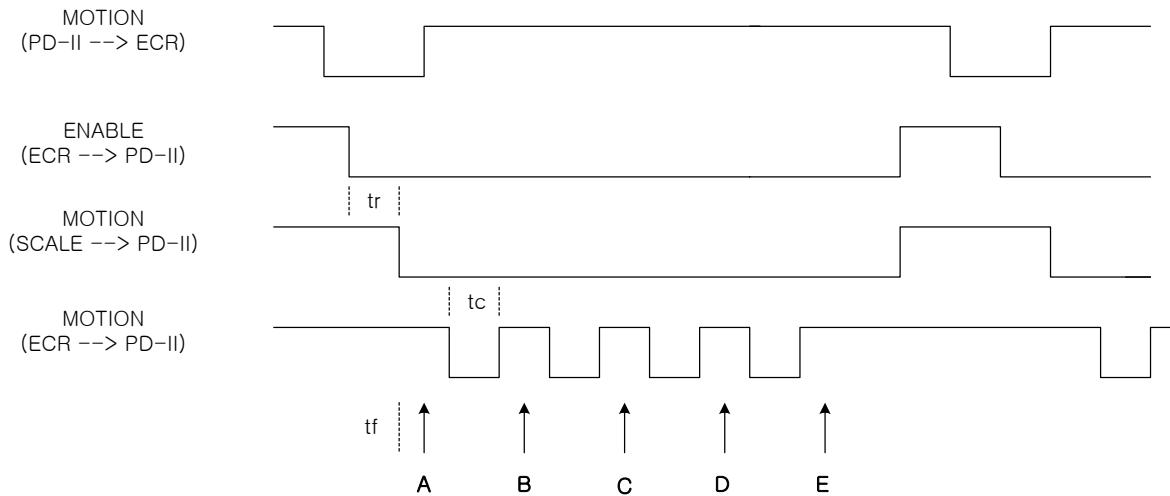 MOTION
(PD-II --> ECR)
ENABLE
(ECR --> PD-II)
tr
MOTION
(SCALE --> PD-II)
tc
MOTION
(ECR --> PD-II)
tf
A B C D E